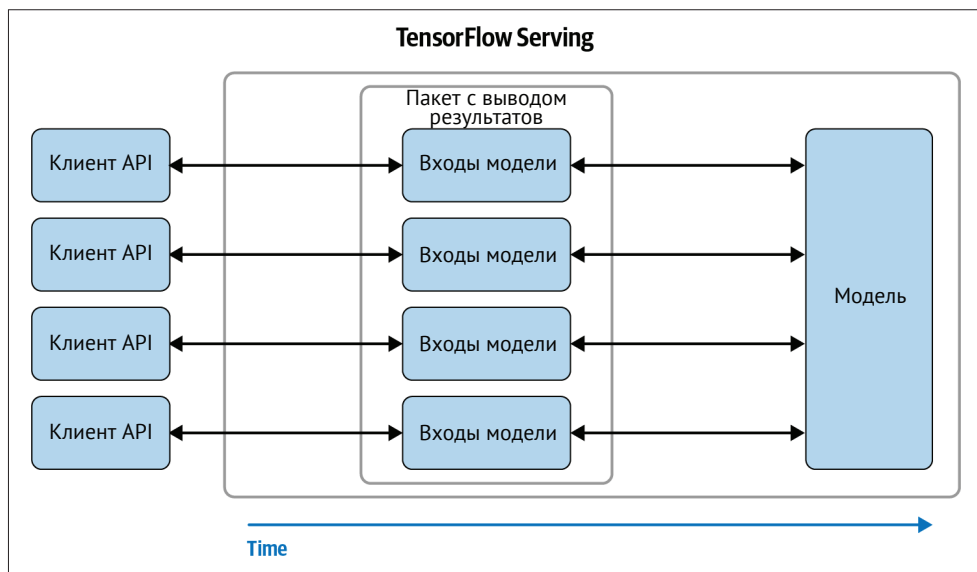 TensorFlow Serving
Пакет с выводом
результатов
Клиент API
Входы модели
Клиент API
Входы модели
Модель
Клиент API
Входы модели
Клиент API
Входы модели
Time